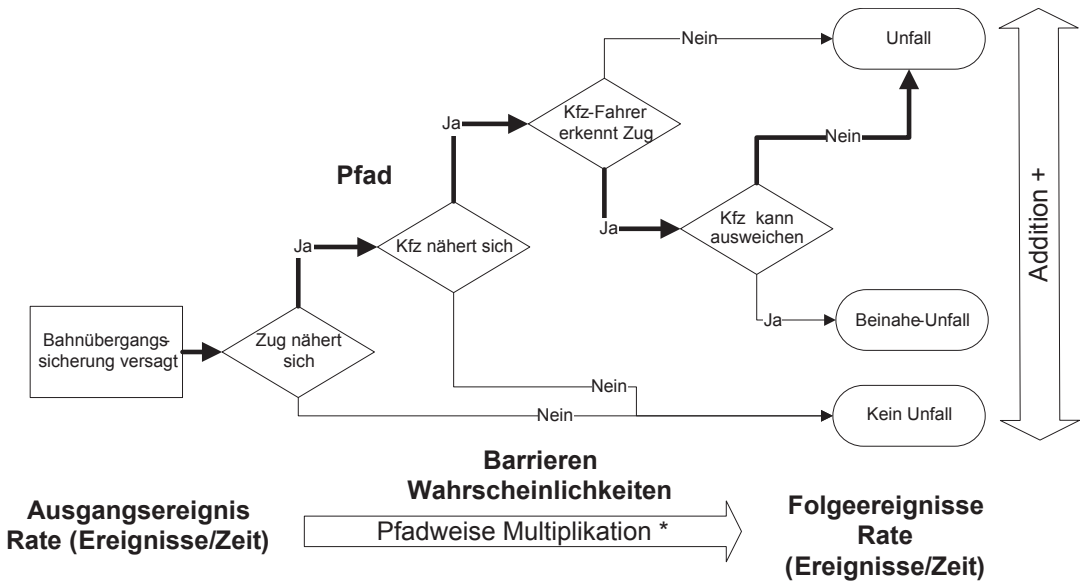 Nein
Unfall
Kfz-Fahrer
erkennt Zug
Ja
Nein
Pfad
Ja
Kfz kann
ausweichen
Ja
Kfz nähert sich
Addition +
Bahnübergangs-
sicherung versagt
Zug nähert
sich
Ja
Beinahe-Unfall
Nein
Nein
Kein Unfall
Barrieren
Wahrscheinlichkeiten
Ausgangsereignis
Rate (Ereignisse/Zeit)
Pfadweise Multiplikation *
Folgeereignisse
Rate
(Ereignisse/Zeit)